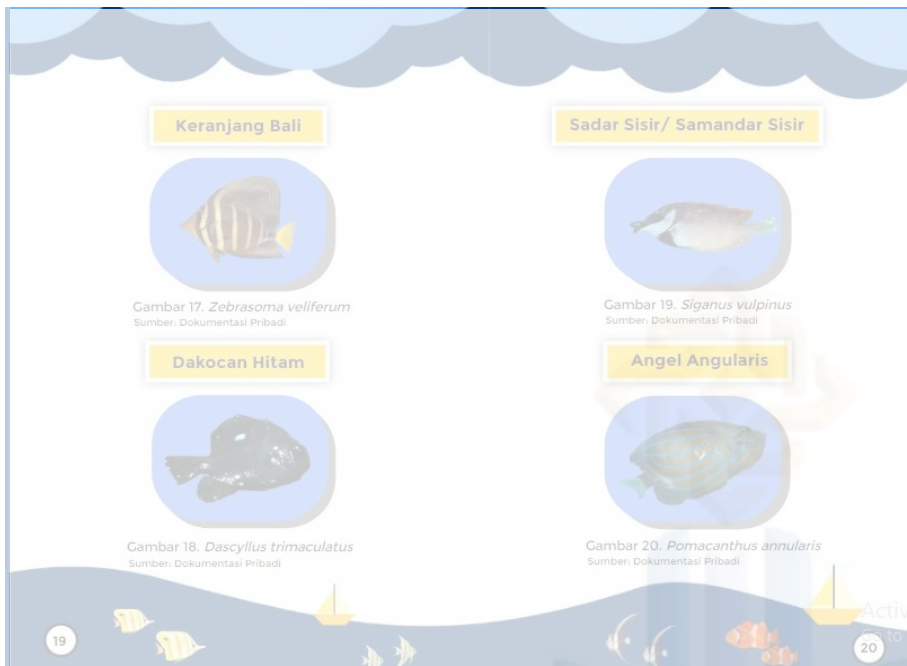 Keranjang Bali
Gambar 17. Zebrasoma veliferum
Sumber: Dokumentasi Pribadi
Dakocan Hitam
Gambar 18. Dascyllus trimaculatus
Sumber: Dokumentasi Pribadi
19
Sadar Sisir/ Samandar Sisir
Gambar 19. Siganus vulpinus
Sumber: Dokumentasi Pribadi
Angel Angularis
Gambar 20. Pomacanthus annularis
Sumber: Dokumentasi Pribadi
20